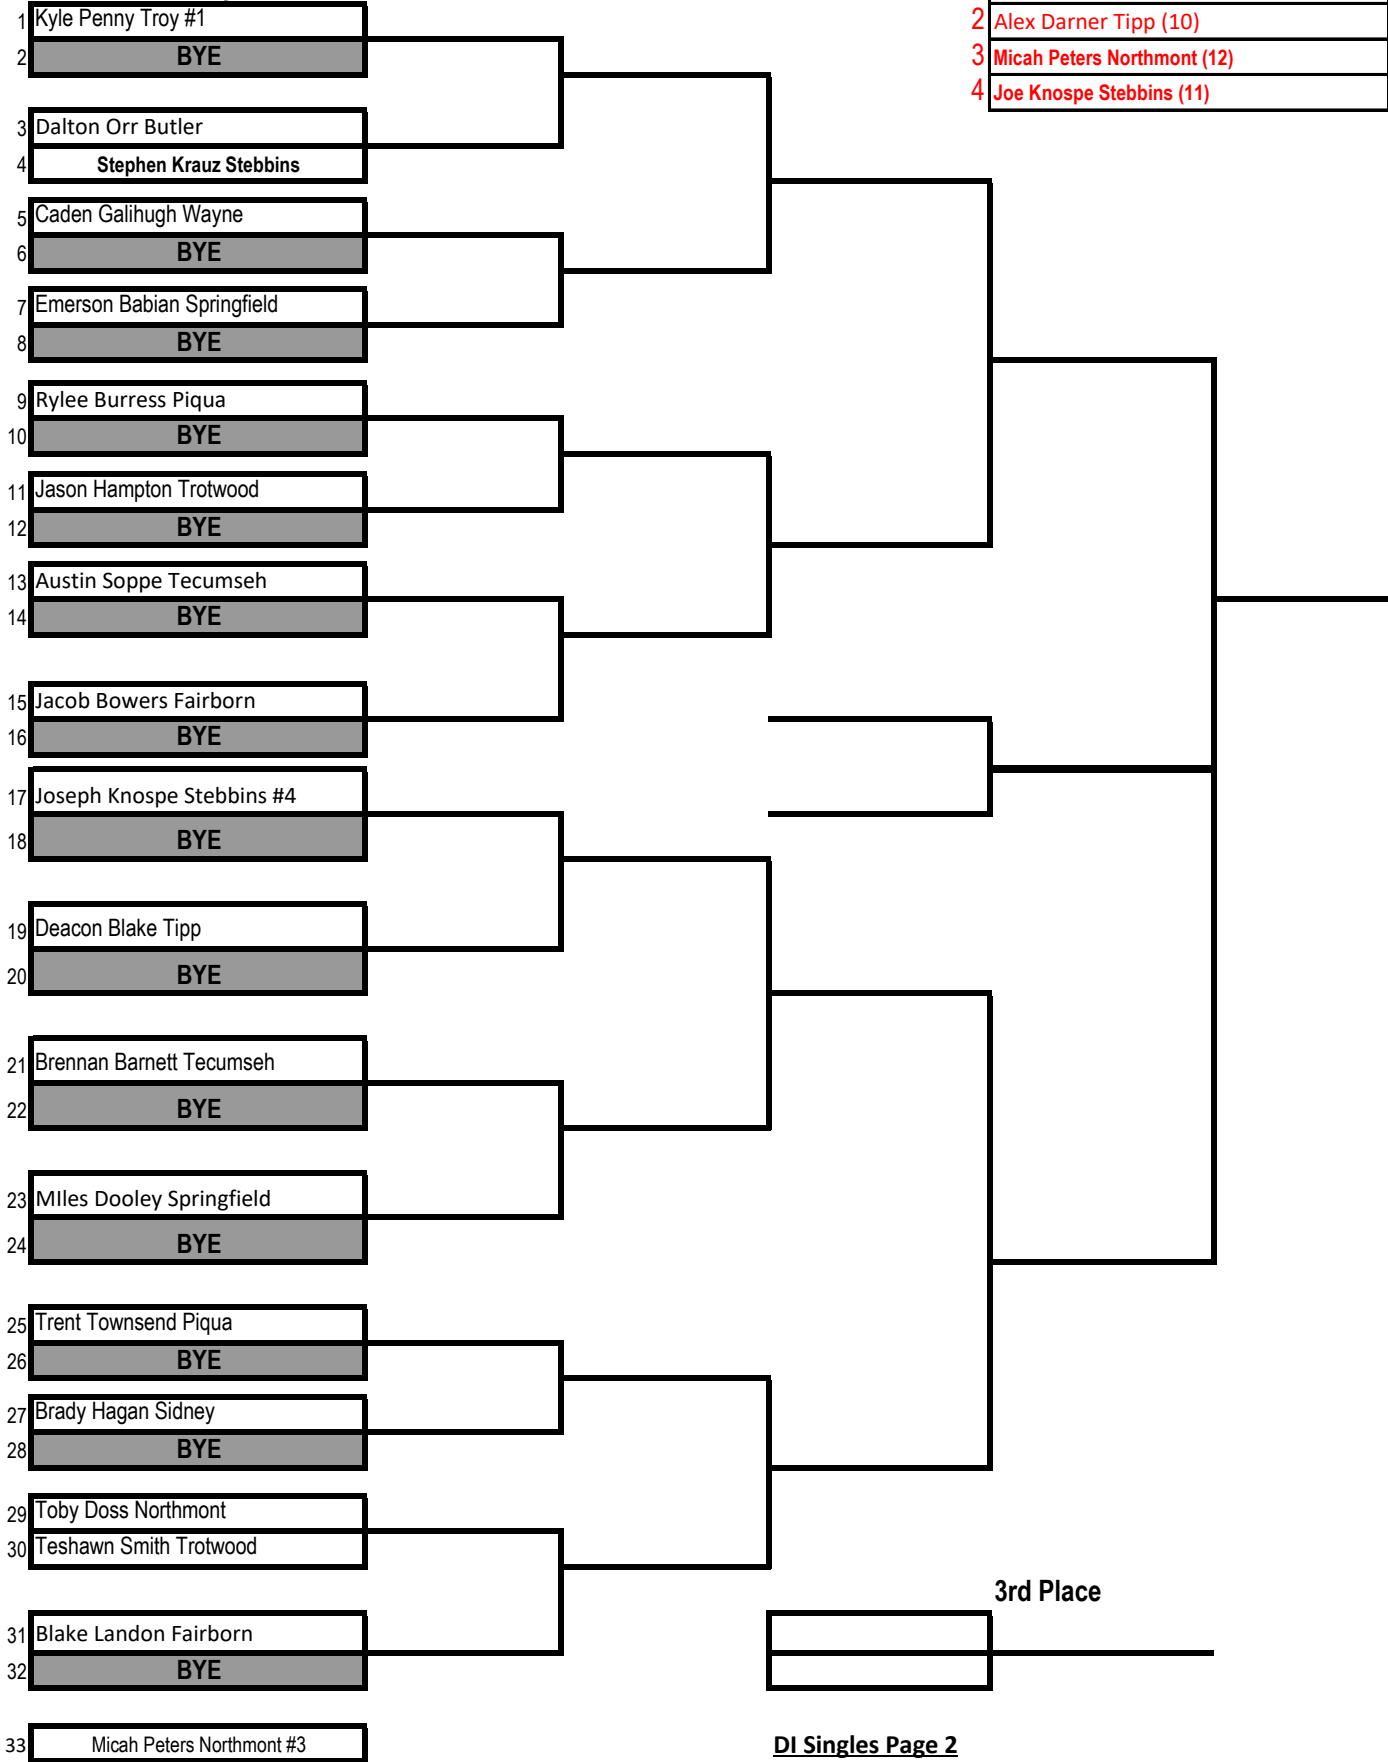 1 Kyle Penny Troy #1
2 BYE
2 Alex Darner Tipp (10)
3 Micah Peters Northmont (12)
4 Joe Knospe Stebbins (11)
3 Dalton Orr Butler
4 Stephen Krauz Stebbins
5 Caden Galihugh Wayne
6 BYE
7 Emerson Babian Springfield
8 BYE
9 Rylee Burress Piqua
10 BYE
11 Jason Hampton Trotwood
12 BYE
13 Austin Soppe Tecumseh
14 BYE
15 Jacob Bowers Fairborn
16 BYE
17 Joseph Knospe Stebbins #4
18 BYE
19 Deacon Blake Tipp
20 BYE
21 Brennan Barnett Tecumseh
22 BYE
23 MIles Dooley Springfield
24 BYE
25 Trent Townsend Piqua
26 BYE
27 Brady Hagan Sidney
28 BYE
29 Toby Doss Northmont
30 Teshawn Smith Trotwood
3rd Place
31 Blake Landon Fairborn
32 BYE
33 Micah Peters Northmont #3
DI Singles Page 2